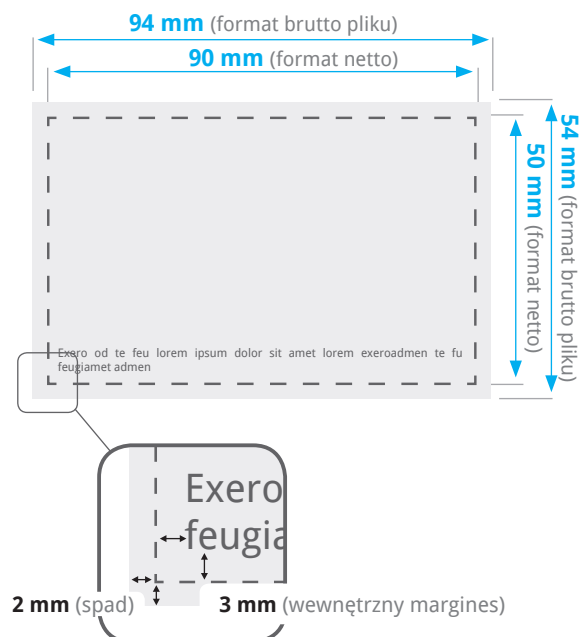 94 mm (format brutto pliku)
90 mm (format netto)
54 mm (format brutto pliku)
50 mm (format netto)
Exero od te feu lorem ipsum dolor sit amet lorem exeroadmen te fu
feugiamet admen
Exero
feugia
2 mm (spad)
3 mm (wewnętrzny margines)